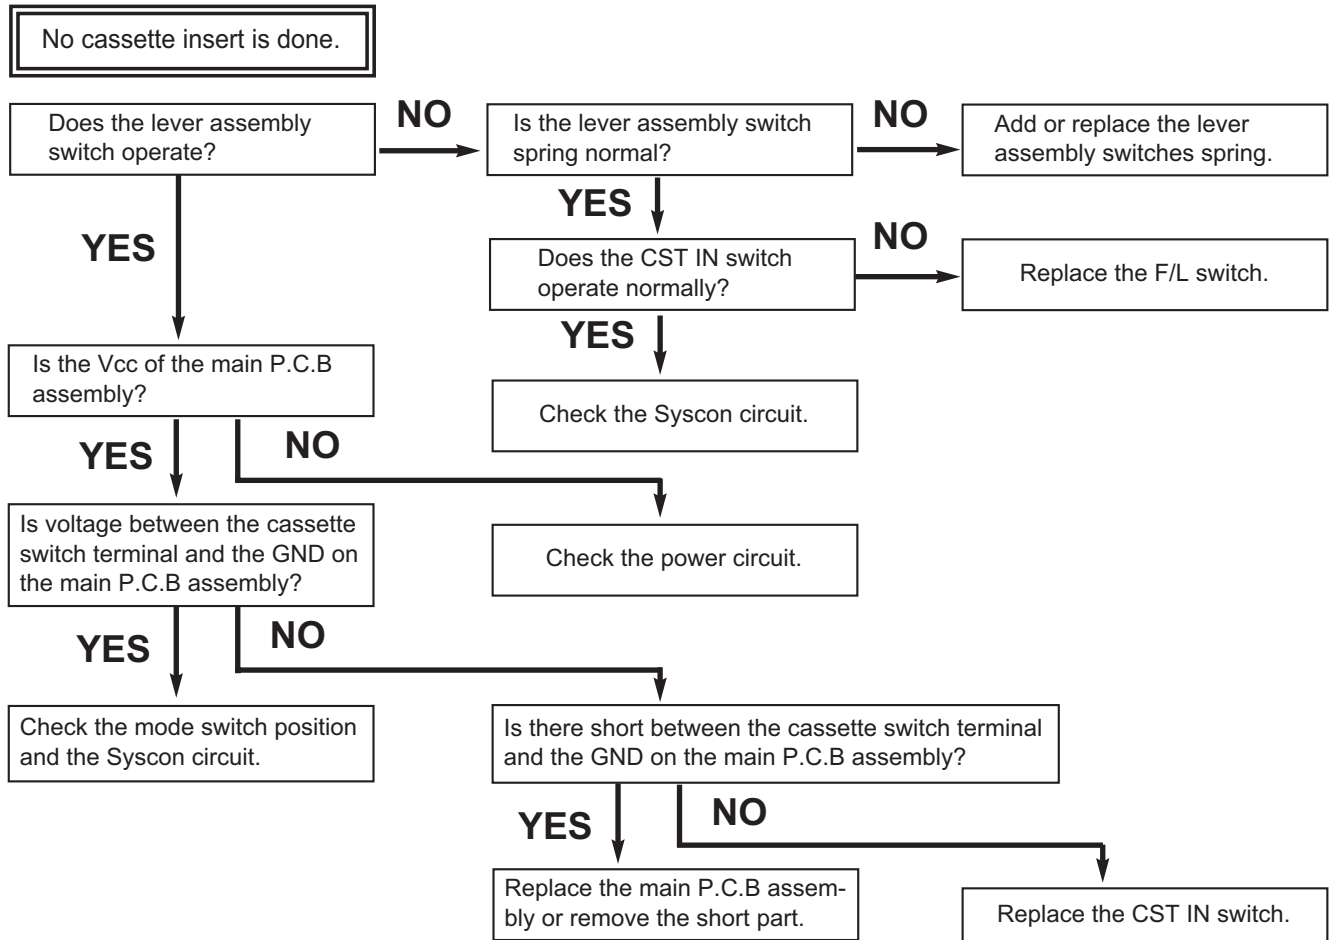 No cassette insert is done.
Does the lever assembly
switch operate?
NO
Is the lever assembly switch
spring normal?
NO
Add or replace the lever
assembly switches spring.
YES
YES
Does the CST IN switch
operate normally?
NO
Replace the F/L switch.
YES
Is the Vcc of the main P.C.B
assembly?
Check the Syscon circuit.
YES
NO
Is voltage between the cassette
switch terminal and the GND on
the main P.C.B assembly?
Check the power circuit.
YES
NO
Check the mode switch position
and the Syscon circuit.
Is there short between the cassette switch terminal
and the GND on the main P.C.B assembly?
YES
NO
Replace the main P.C.B assem-
bly or remove the short part.
Replace the CST IN switch.